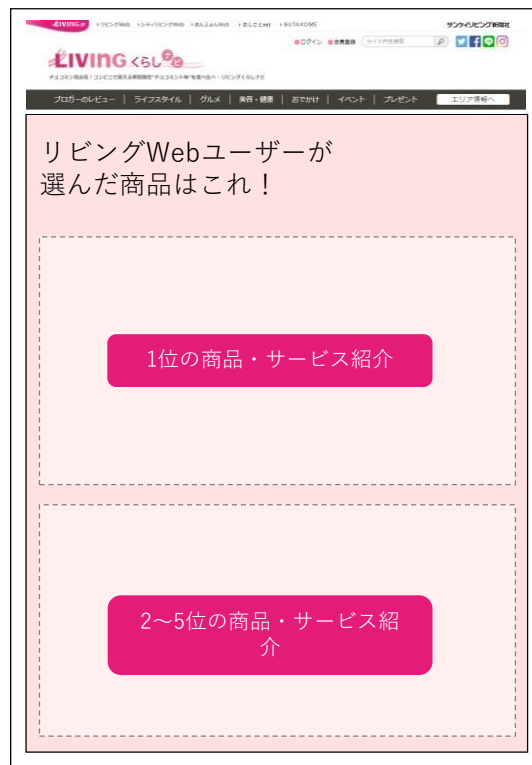 LIVING.jp
リビングWeb
シティリビングWeb
あんふぁんWeb
おしごとnet
BUTAKOME
サンケイリビング新聞社
ログイン
会員登録
サイト内を検索
LIVING くらしナビ
ブロガーのレビュー
ライフスタイル
グルメ
美容・健康
おでかけ
イベント
プレゼント
エリア情報へ
リビングWebユーザーが
選んだ商品はこれ！
1位の商品・サービス紹介
2～5位の商品・サービス紹
介